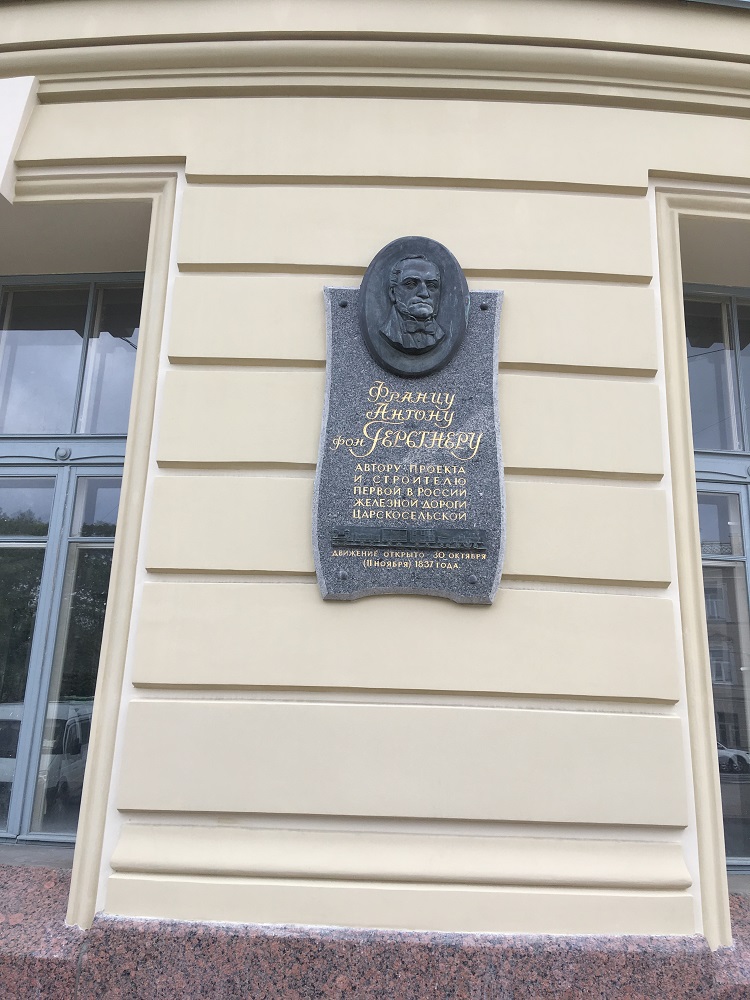 Францу
Антону
фон Герстнеру
АВТОРУ ПРОЕКТА
И СТРОИТЕЛЮ
ПЕРВОЙ В РОССИИ
ЖЕЛЕЗНОЙ ДОРОГИ
ЦАРСКОСЕЛЬСКОЙ
ДВИЖЕНИЕ ОТКРЫТО 30 ОКТЯБРЯ
(11 НОЯБРЯ) 1837 ГОДА.